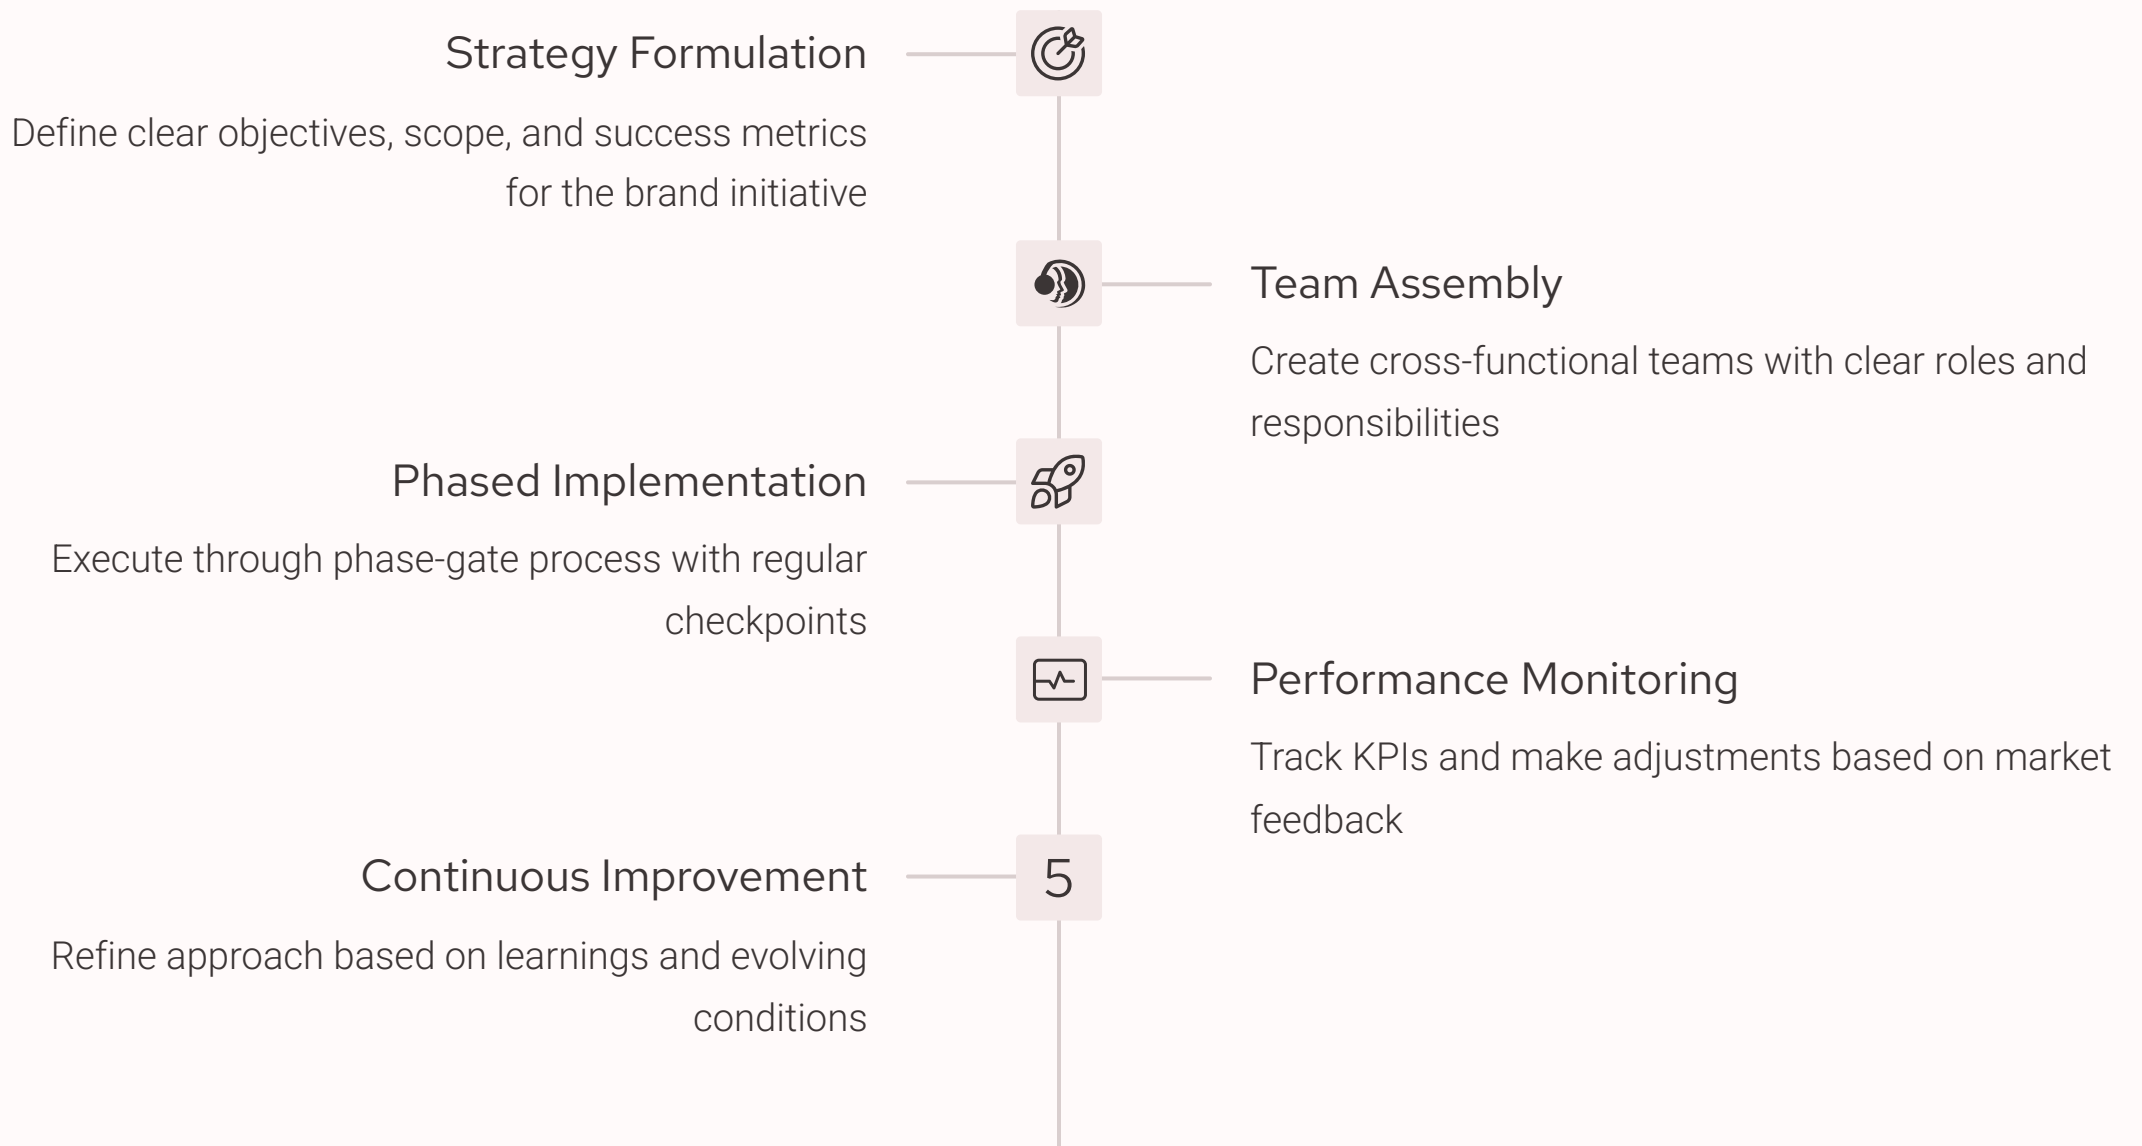 Strategy Formulation
Define clear objectives, scope, and success metrics
for the brand initiative
Team Assembly
Create cross-functional teams with clear roles and
responsibilities
Phased Implementation
Execute through phase-gate process with regular
checkpoints
Performance Monitoring
Track KPIs and make adjustments based on market
feedback
5
Continuous Improvement
Refine approach based on learnings and evolving
conditions